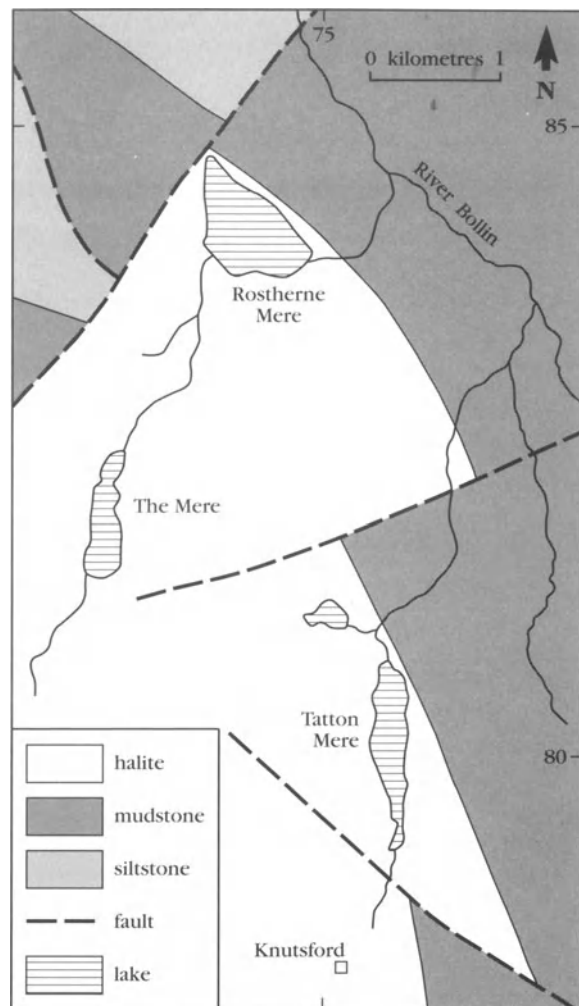 75
0 kilometres 1
N
85
River Bollin
Rostherne
Mere
The Mere
Tatton
Mere
80
halite
mudstone
siltstone
fault
lake
Knutsford